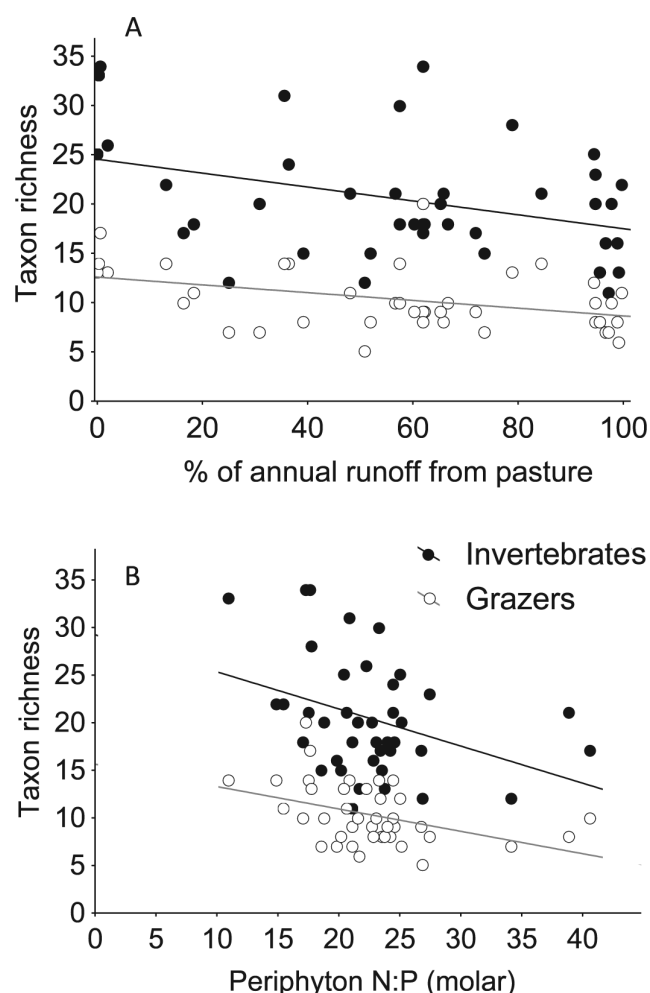 A
35
30
25
20
15
10
5
0
Taxon richness
0 20 40 60 80 100
% of annual runoff from pasture
B
Invertebrates
Grazers
35
30
25
20
15
10
5
0
Taxon richness
0 5 10 15 20 25 30 35 40
Periphyton N:P (molar)